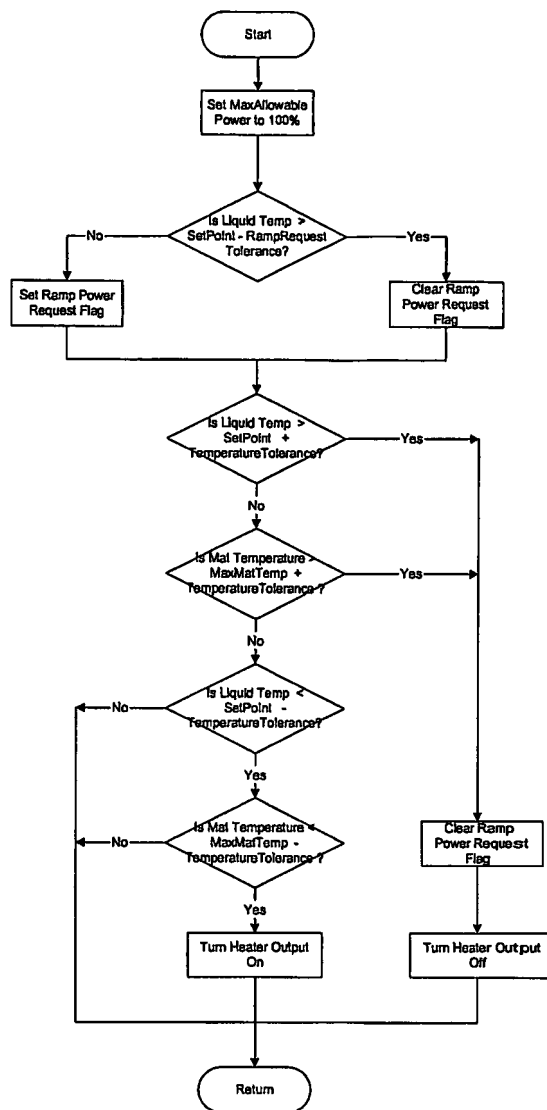 Start
Set MaxAllowable
Power to 100%
Is Liquid Temp >
SetPoint - RampRequest
Tolerance?
No
Yes
Set Ramp Power
Request Flag
Clear Ramp
Power Request
Flag
Is Liquid Temp >
SetPoint +
TemperatureTolerance?
Yes
No
Is Mat Temperature >
MaxMatTemp +
TemperatureTolerance ?
Yes
No
Is Liquid Temp <
SetPoint -
TemperatureTolerance?
No
Yes
Is Mat Temperature <
MaxMatTemp -
TemperatureTolerance ?
No
Clear Ramp
Power Request
Flag
Yes
Turn Heater Output
On
Turn Heater Output
Off
Return